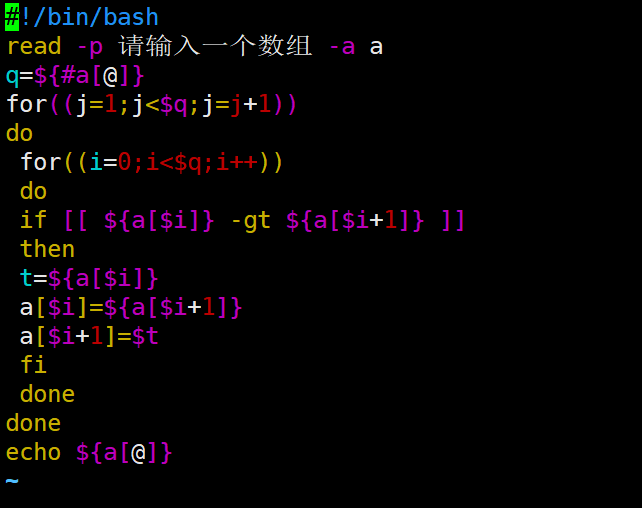 #!/bin/bash
read -p 请输入一个数组 -a a
q=${#a[@]}
for((j=1;j<$q;j=j+1))
do
 for((i=0;i<$q;i++))
 do
 if [[ ${a[$i]} -gt ${a[$i+1]} ]]
 then
 t=${a[$i]}
 a[$i]=${a[$i+1]}
 a[$i+1]=$t
 fi
 done
done
echo ${a[@]}
~